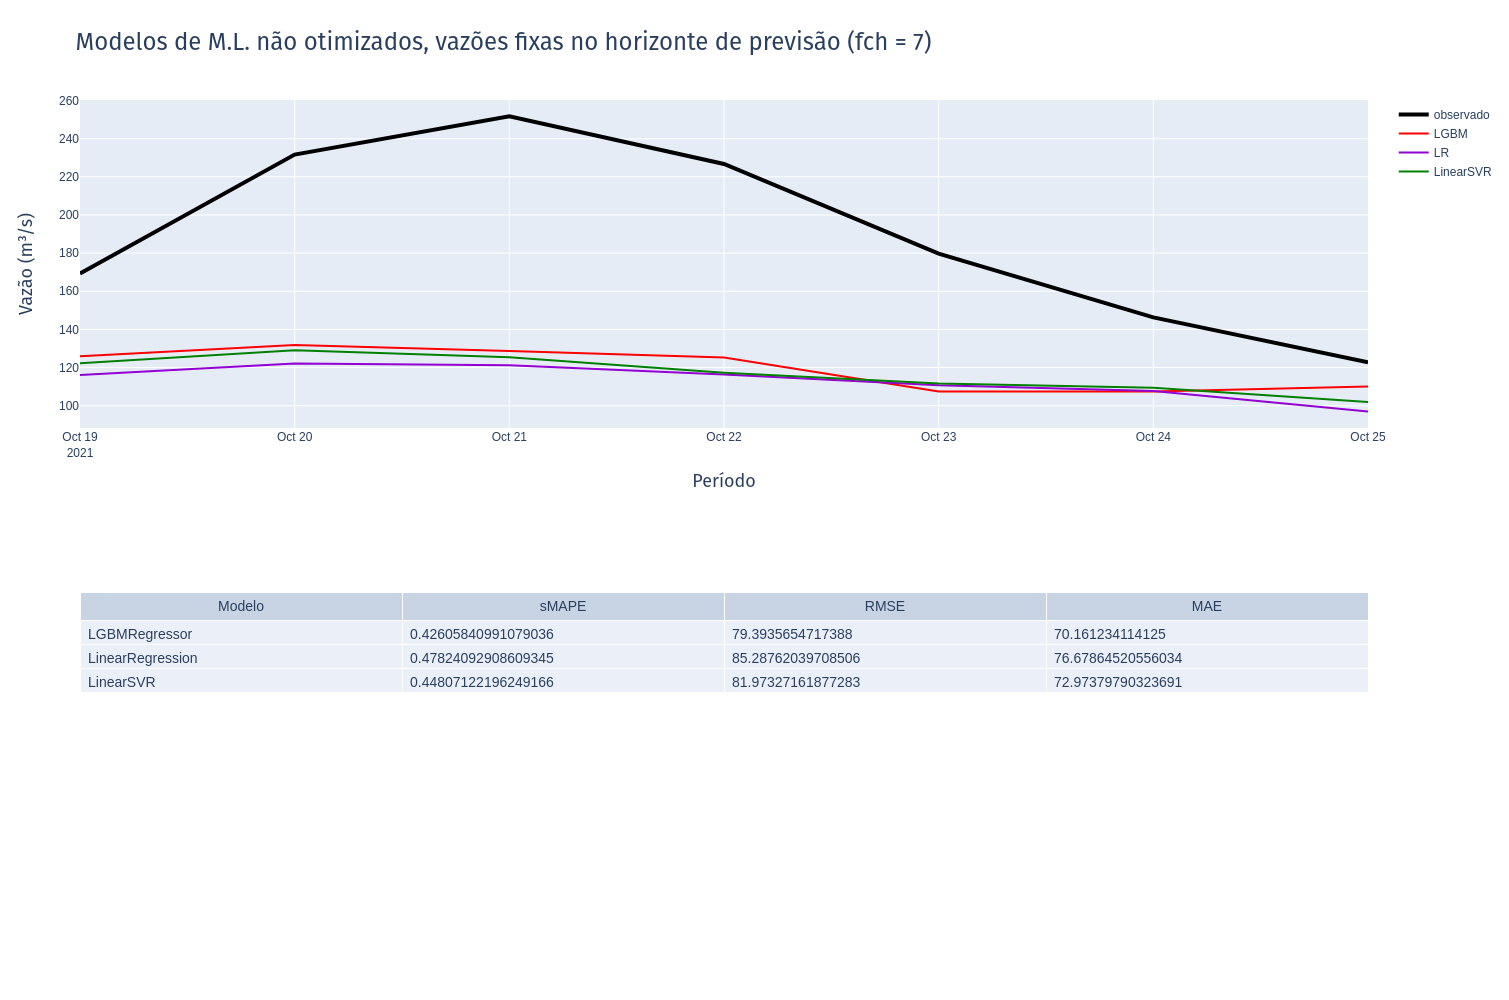 Modelos de M.L. não otimizados, vazões fixas no horizonte de previsão (fch = 7)
260
240
220
200
180
160
140
120
100
Vazão (m³/s)
Oct 19
2021
Oct 20
Oct 21
Oct 22
Oct 23
Oct 24
Oct 25
Período
observado
LGBM
LR
LinearSVR
Modelo sMAPE RMSE MAE
LGBMRegressor 0.42605840991079036 79.3935654717388 70.161234114125
LinearRegression 0.47824092908609345 85.28762039708506 76.67864520556034
LinearSVR 0.44807122196249166 81.97327161877283 72.97379790323691